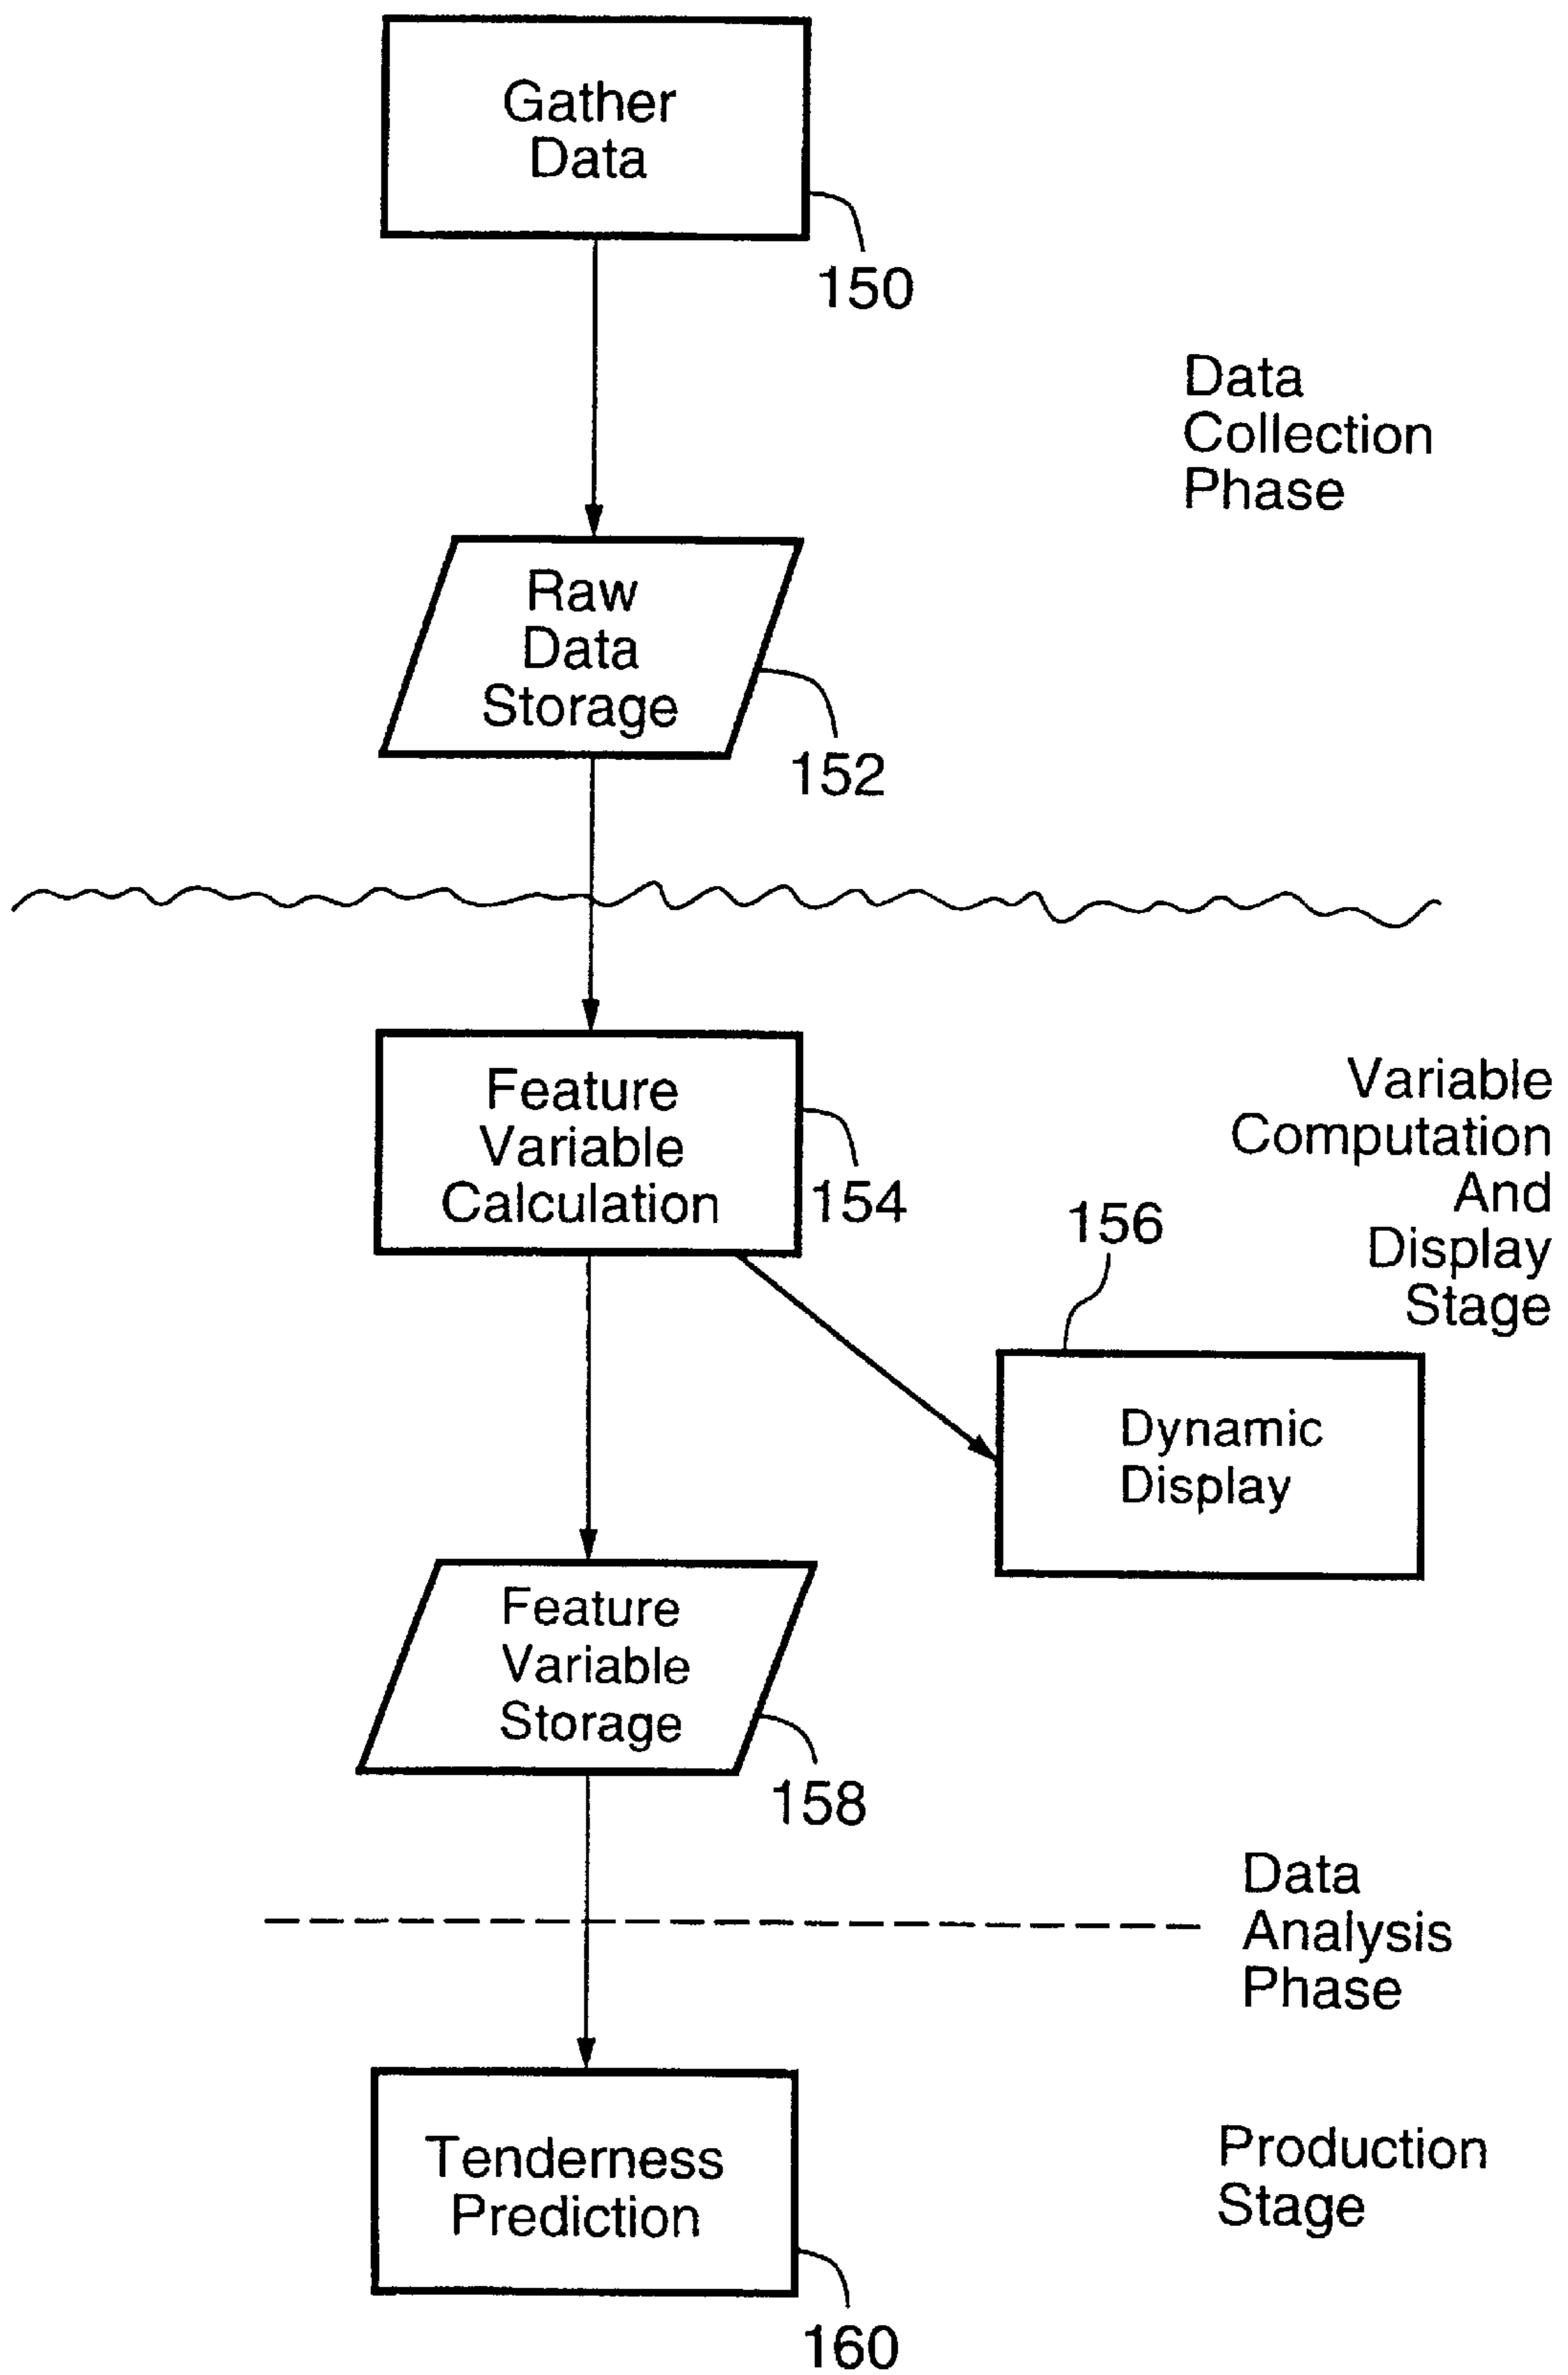 Gather
Data
150
Data
Collection
Phase
Raw
Data
Storage
152
Feature
Variable
Calculation
154
Variable
Computation
And
Display
Stage
156
Dynamic
Display
Feature
Variable
Storage
158
Data
Analysis
Phase
Tenderness
Prediction
160
Production
Stage